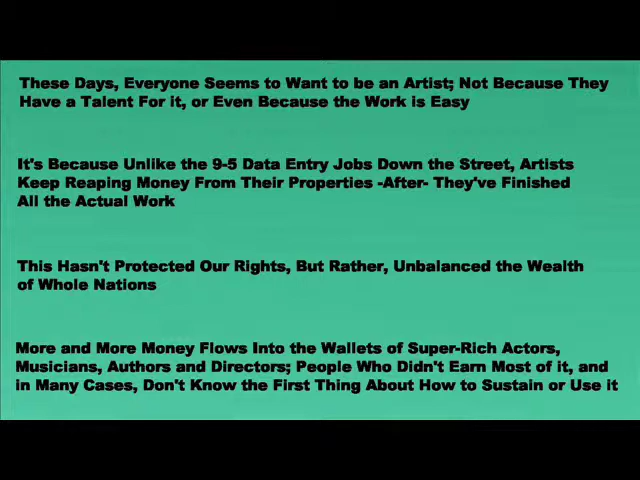 These Days, Everyone Seems to Want to be an Artist; Not Because They
Have a Talent For it, or Even Because the Work is Easy
It's Because Unlike the 9-5 Data Entry Jobs Down the Street, Artists
Keep Reaping Money From Their Properties -After- They've Finished
All the Actual Work
This Hasn't Protected Our Rights, But Rather, Unbalanced the Wealth
of Whole Nations
More and More Money Flows Into the Wallets of Super-Rich Actors,
Musicians, Authors and Directors; People Who Didn't Earn Most of it, and
in Many Cases, Don't Know the First Thing About How to Sustain or Use it